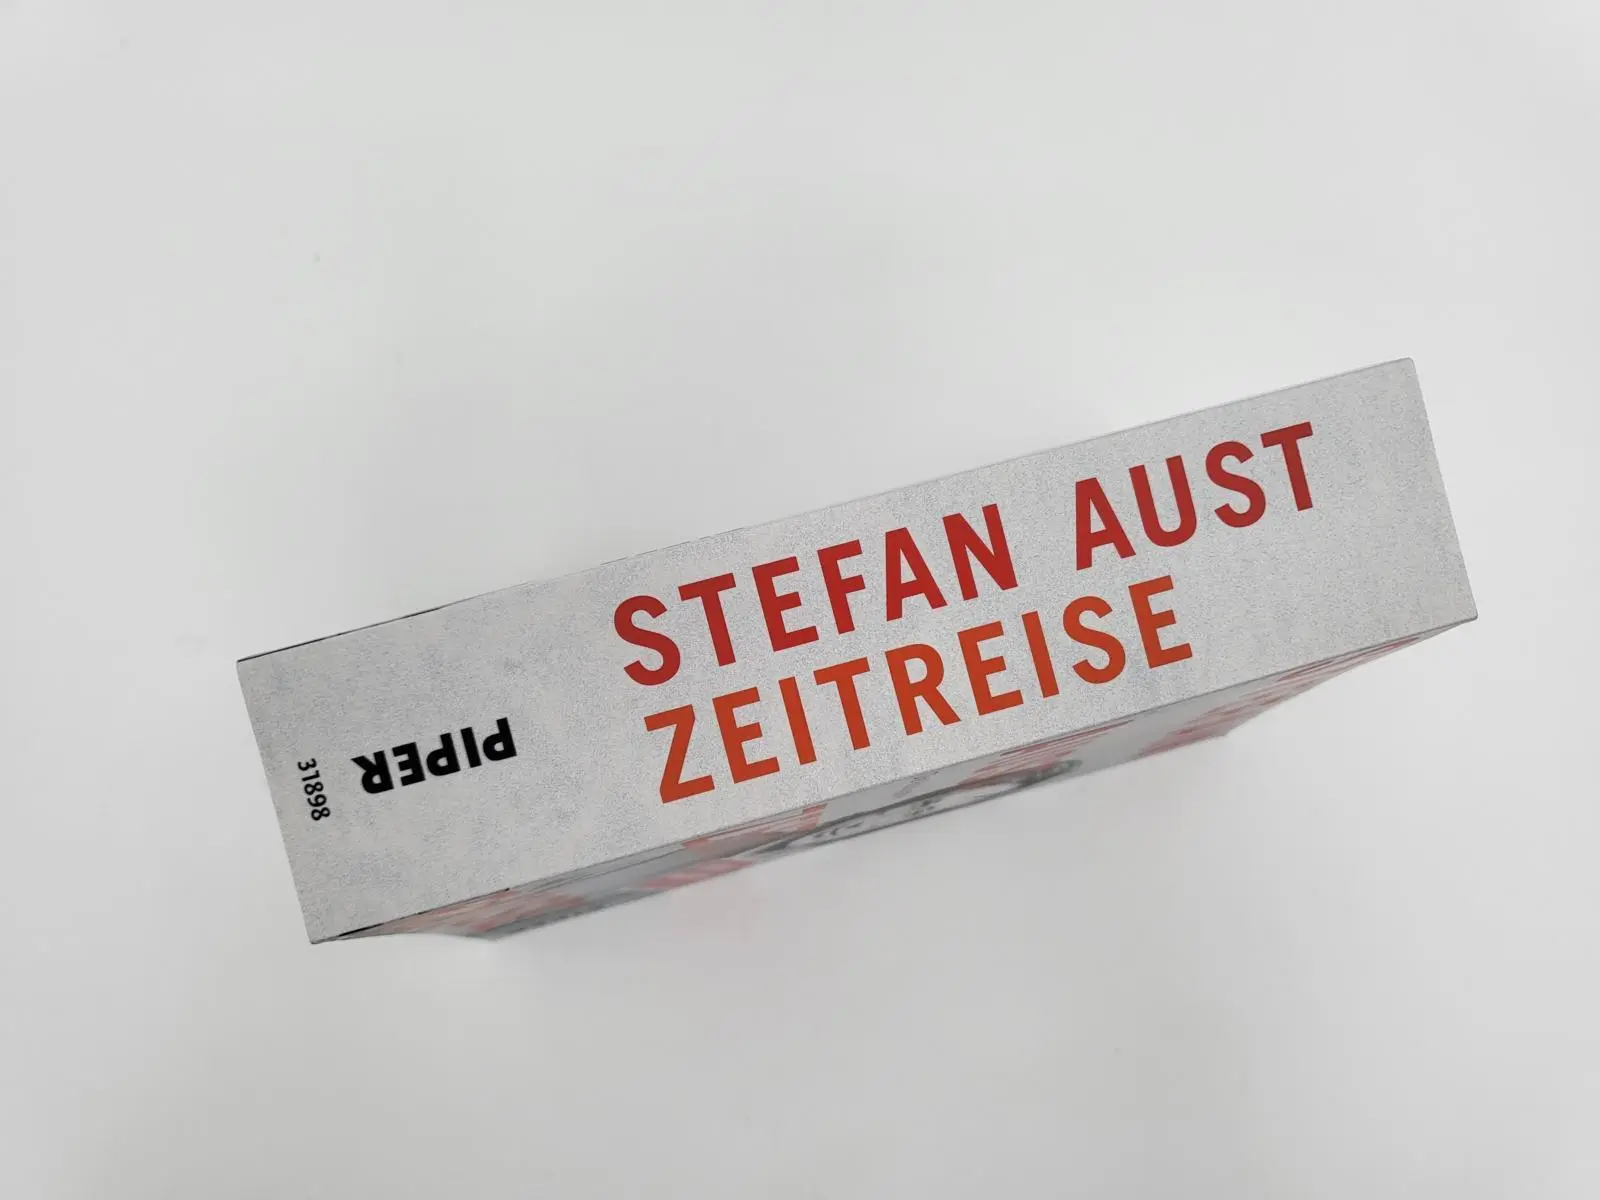 STEFAN AUST
ZEITREISE
PIPER
31898